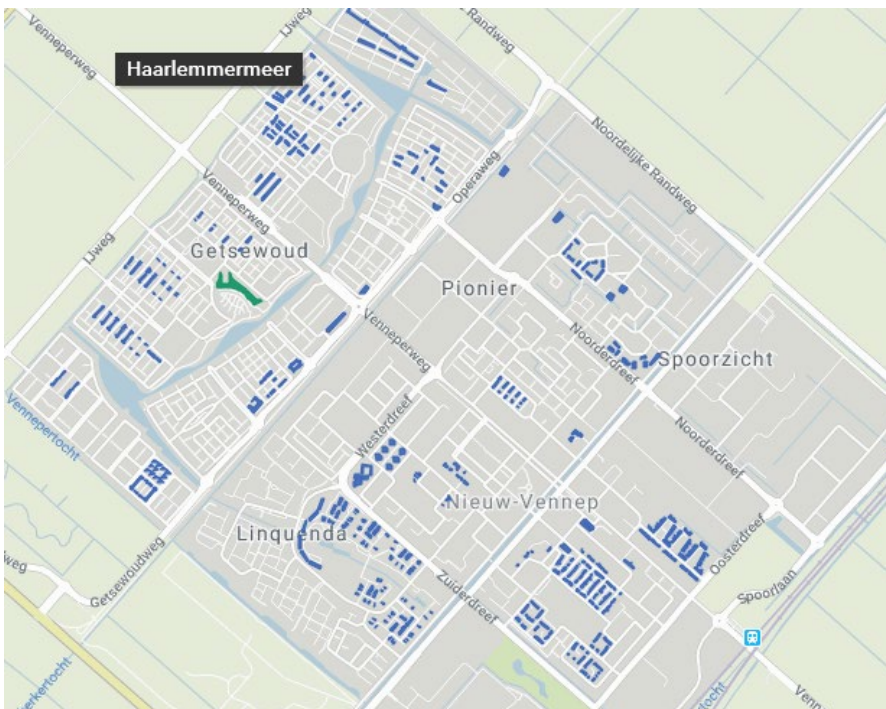 IJweg
Noordelijke Randweg
Venneperweg
Haarlemmermeer
Noordelijke Randweg
Operaweg
Venneperweg
IJweg
Getsewoud
Pionier
Venneperweg
Noorderdreef
Spoorzicht
Vennepertocht
Westerdreef
Noorderdreef
Nieuw-Vennep
Linquenda
Oosterdreef
Getsewoudweg
Zuiderdreef
Spoorlaan